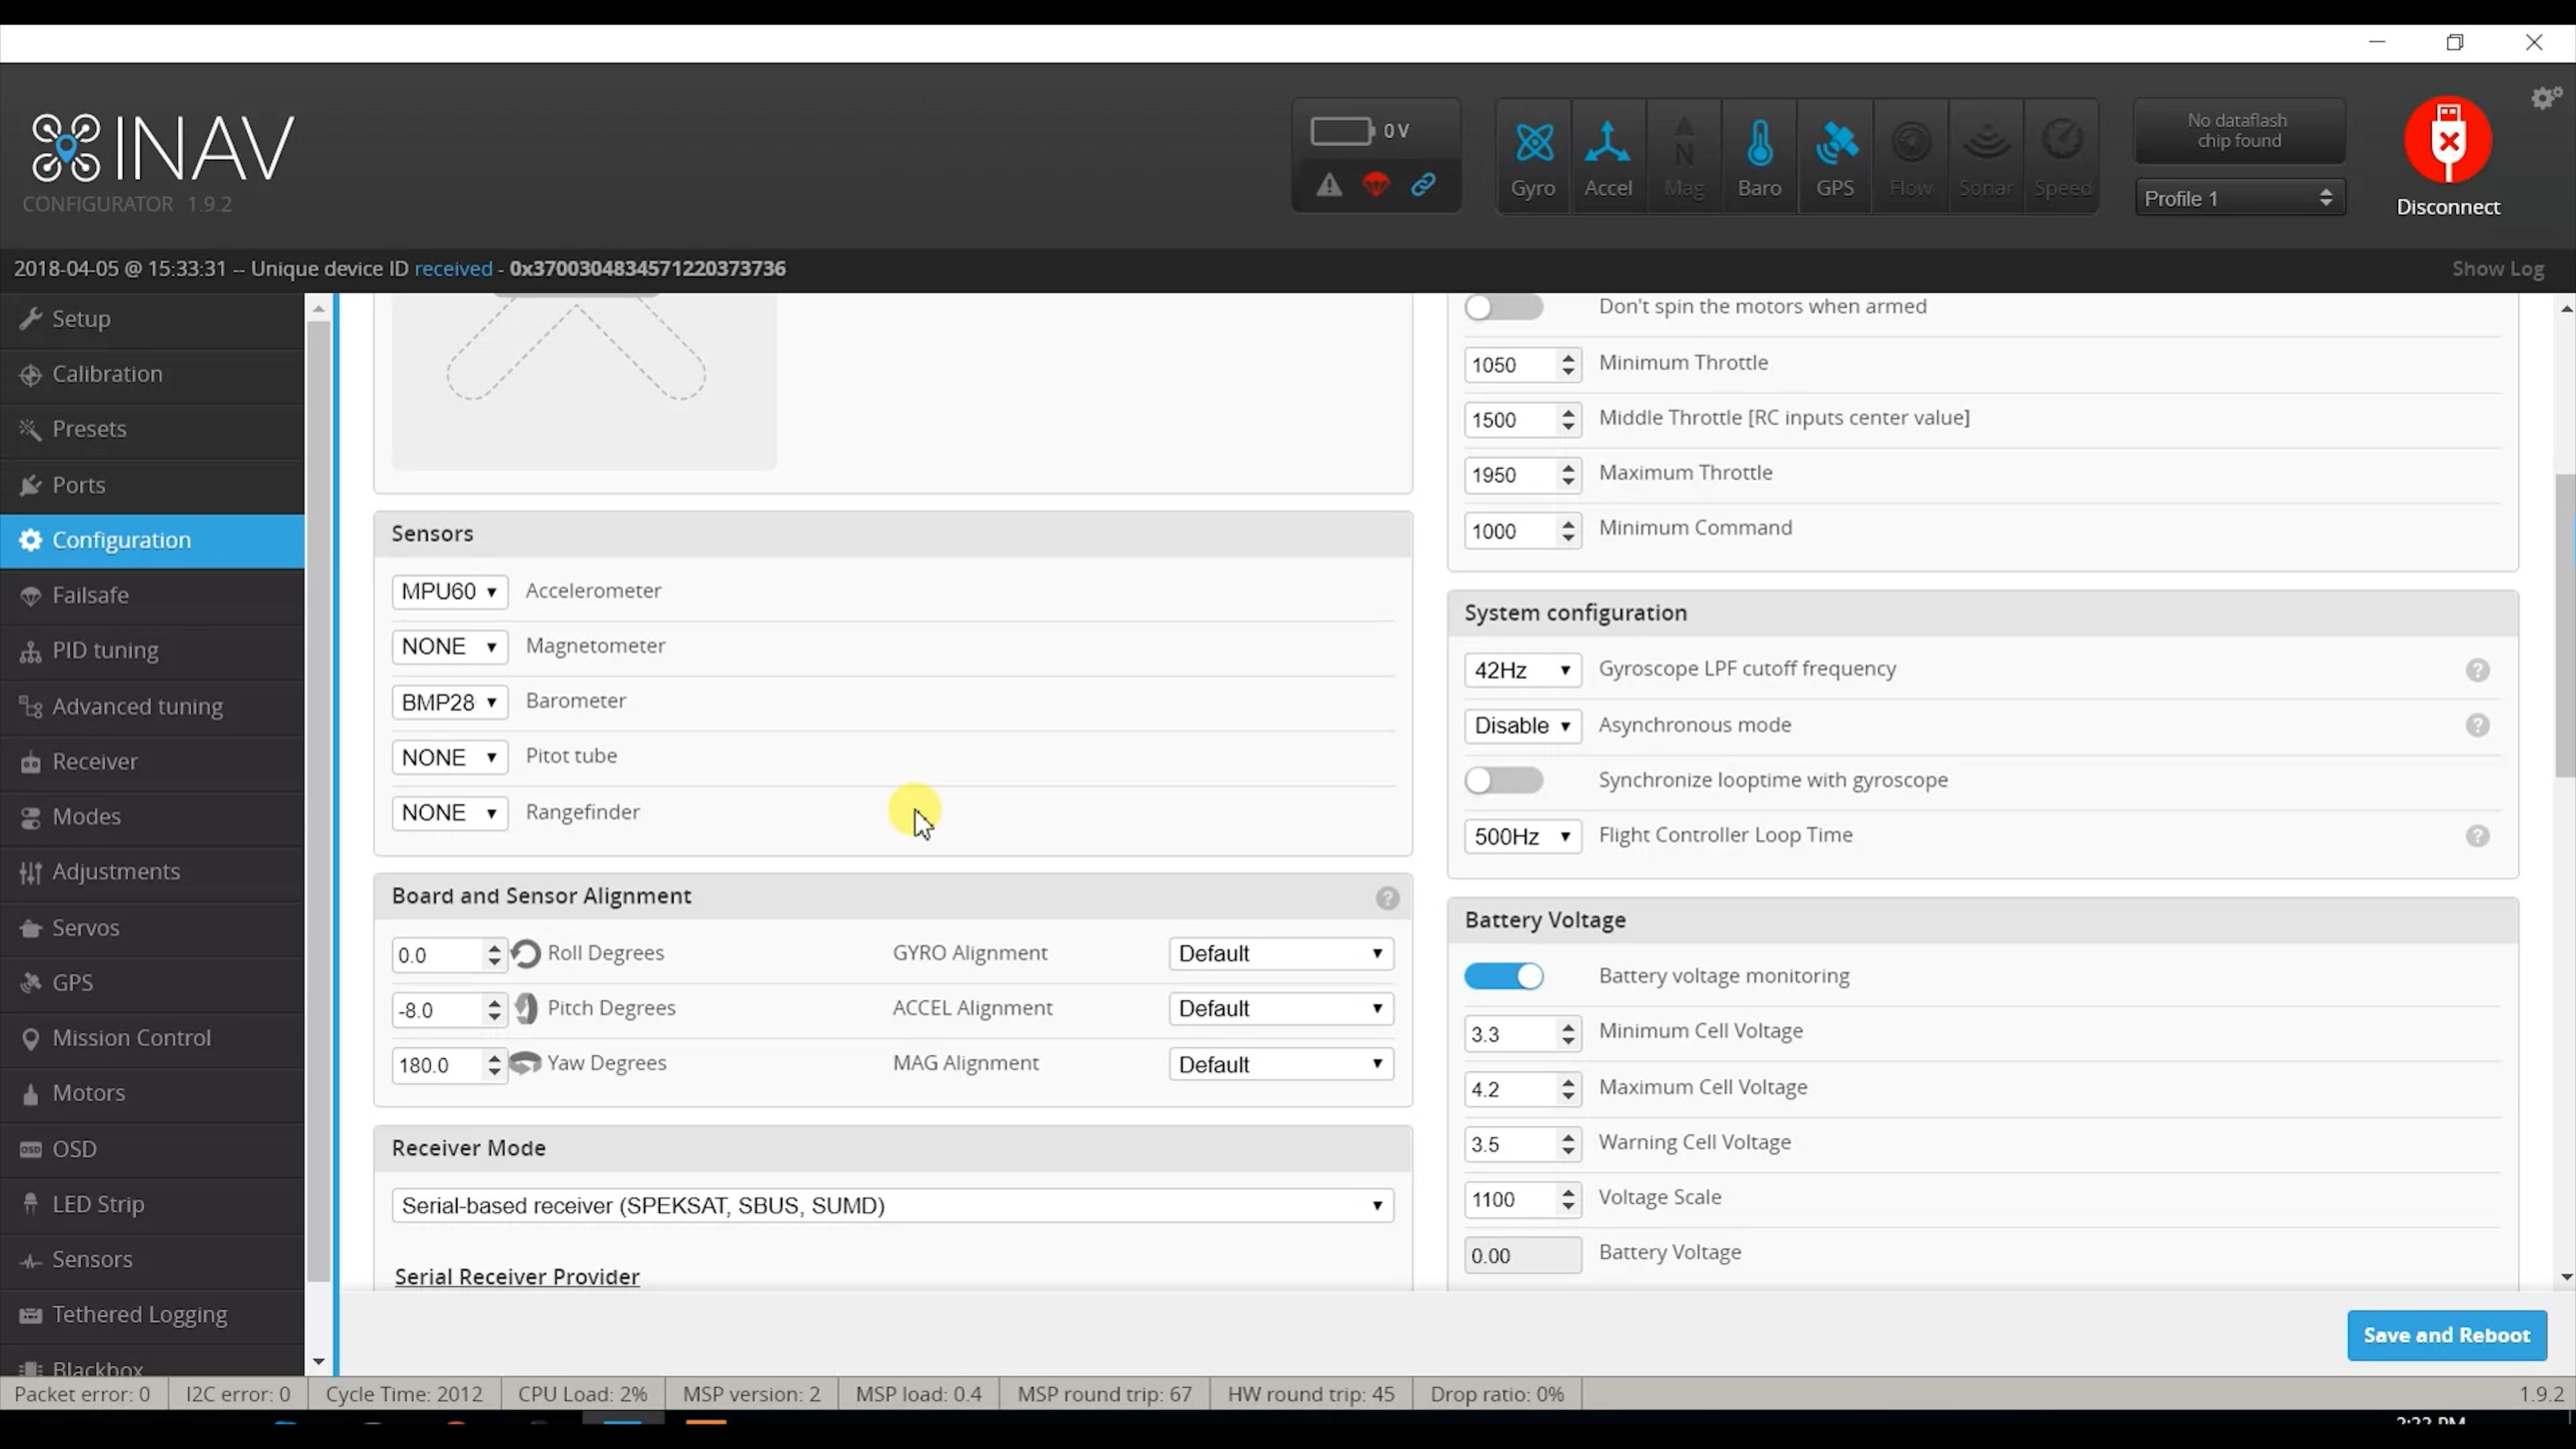 INAV
CONFIGURATOR 1.9.2
0 V
Gyro
Accel
N
Mag
Baro
GPS
Flow
Sonar
Speed
No dataflash
chip found
Profile 1
Disconnect
2018-04-05 @ 15:33:31 -- Unique device ID received - 0x3700304834571220373736
Show Log
Setup
Calibration
Presets
Ports
Configuration
Failsafe
PID tuning
Advanced tuning
Receiver
Modes
Adjustments
Servos
GPS
Mission Control
Motors
OSD OSD
LED Strip
Sensors
Tethered Logging
Blackbox
Sensors
MPU60 Accelerometer
NONE Magnetometer
BMP28 Barometer
NONE Pitot tube
NONE Rangefinder
Board and Sensor Alignment ?
0.0 Roll Degrees GYRO Alignment Default
-8.0 Pitch Degrees ACCEL Alignment Default
180.0 Yaw Degrees MAG Alignment Default
Receiver Mode
Serial-based receiver (SPEKSAT, SBUS, SUMD)
Serial Receiver Provider
Don't spin the motors when armed
1050 Minimum Throttle
1500 Middle Throttle [RC inputs center value]
1950 Maximum Throttle
1000 Minimum Command
System configuration
42Hz Gyroscope LPF cutoff frequency ?
Disable Asynchronous mode ?
Synchronize looptime with gyroscope
500Hz Flight Controller Loop Time ?
Battery Voltage
Battery voltage monitoring
3.3 Minimum Cell Voltage
4.2 Maximum Cell Voltage
3.5 Warning Cell Voltage
1100 Voltage Scale
0.00 Battery Voltage
Save and Reboot
Packet error: 0 I2C error: 0 Cycle Time: 2012 CPU Load: 2% MSP version: 2 MSP load: 0.4 MSP round trip: 67 HW round trip: 45 Drop ratio: 0% 1.9.2